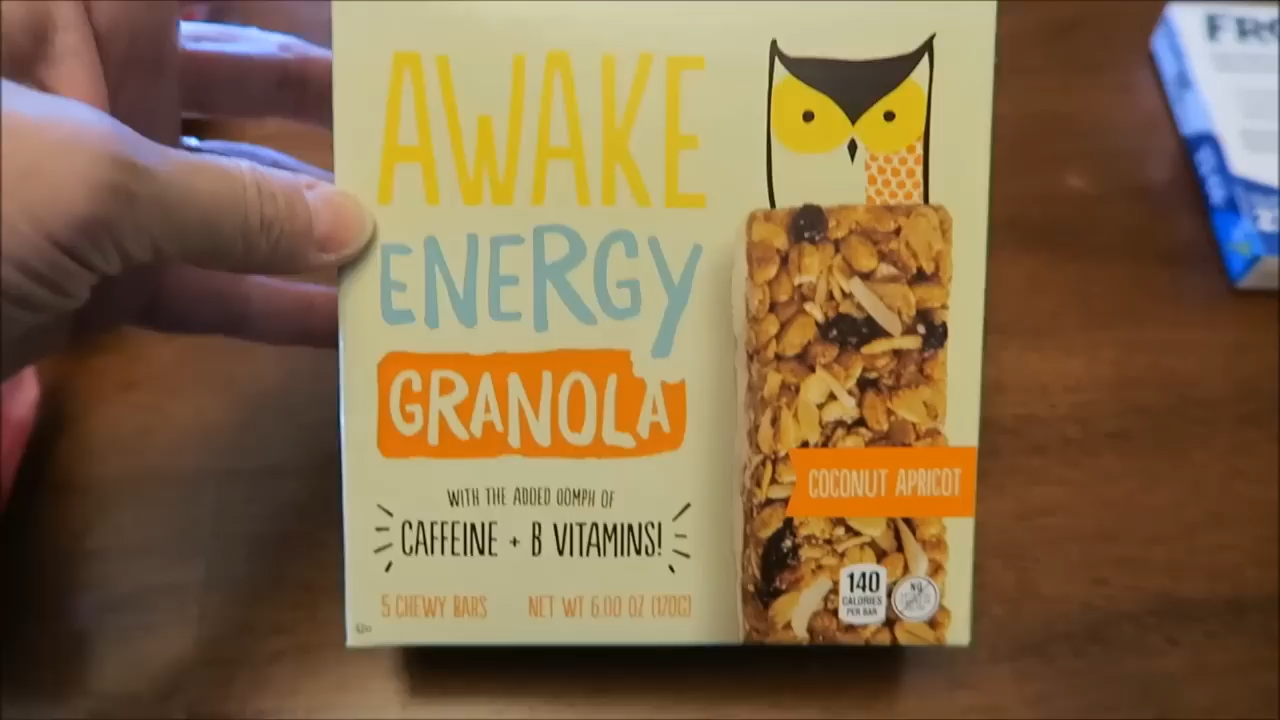 AWAKE
ENERGY
GRANOLA
WITH THE ADDED OOMPH OF
CAFFEINE + B VITAMINS!
5 CHEWY BARS NET WT 6.00 OZ (170G)
COCONUT APRICOT
140
CALORIES
PER BAR
NO